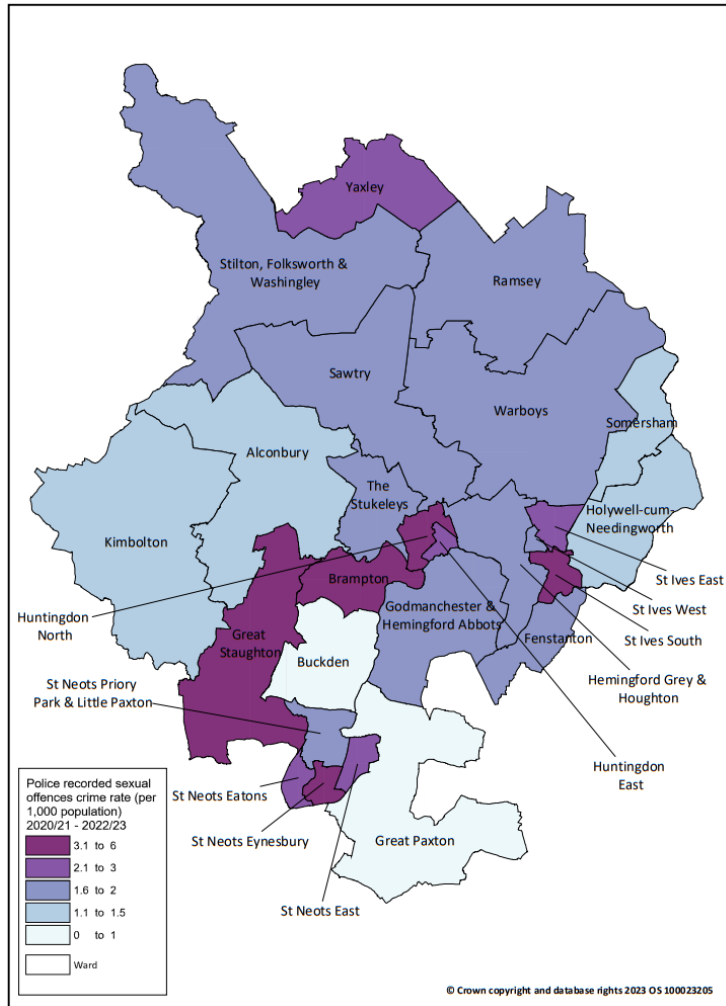 Yaxley
Stilton, Folksworth &
Washingley
Ramsey
Sawtry
Warboys
Somersham
Alconbury
The
Stukeleys
Holywell-cum-
Needingworth
Kimbolton
St Ives East
Brampton
St Ives West
Huntingdon
North
Godmanchester &
Hemingford Abbots
St Ives South
Great
Staughton
Fenstanton
Buckden
Hemingford Grey &
Houghton
St Neots Priory
Park & Little Paxton
Huntingdon
East
St Neots Eatons
St Neots Eynesbury
Great Paxton
St Neots East
Police recorded sexual
offences crime rate (per
1,000 population)
2020/21 - 2022/23
3.1 to 6
2.1 to 3
1.6 to 2
1.1 to 1.5
0 to 1
Ward
© Crown copyright and database rights 2023 OS 100023205